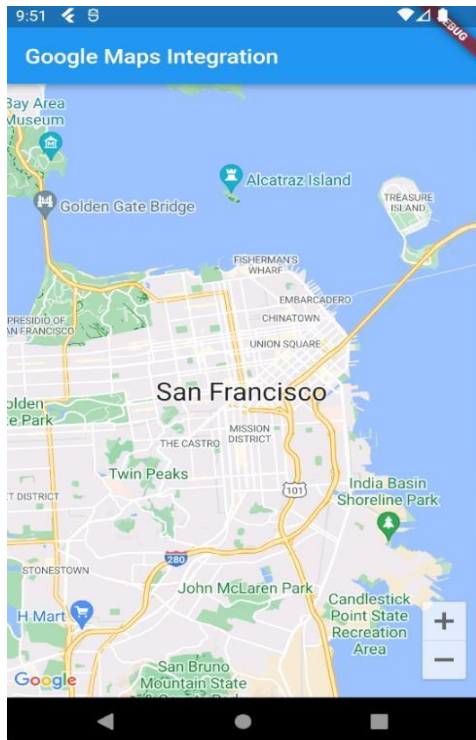 9:51
DEBUG
Google Maps Integration
Bay Area
Museum
Alcatraz Island
Golden Gate Bridge
TREASURE
ISLAND
FISHERMAN'S
WHARF
EMBARCADERO
CHINATOWN
PRESIDIO OF
AN FRANCISCO
UNION SQUARE
San Francisco
olden
e Park
MISSION
DISTRICT
THE CASTRO
Twin Peaks
India Basin
Shoreline Park
T DISTRICT
101
280
STONESTOWN
John McLaren Park
Candlestick
Point State
Recreation
Area
H Mart
+
−
San Bruno
Mountain State
Google